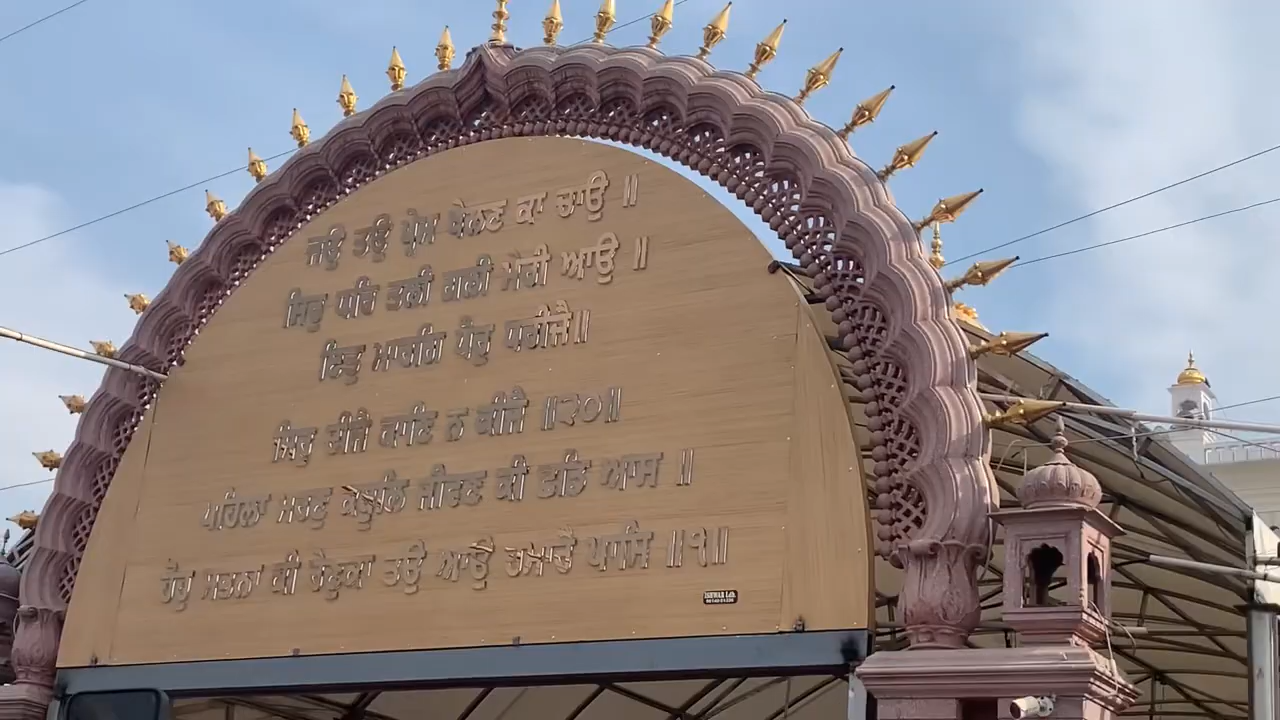 ਜਉ ਤਉ ਪ੍ਰੇਮ ਖੇਲਣ ਕਾ ਚਾਉ ॥
ਸਿਰੁ ਧਰਿ ਤਲੀ ਗਲੀ ਮੇਰੀ ਆਉ ॥
ਇਤੁ ਮਾਰਗਿ ਪੈਰੁ ਧਰੀਜੈ॥
ਸਿਰੁ ਦੀਜੈ ਕਾਣਿ ਨ ਕੀਜੈ ॥੨੦॥
ਪਹਿਲਾ ਮਰਣੁ ਕਬੂਲਿ ਜੀਵਣ ਕੀ ਛਡਿ ਆਸ ॥
ਹੋਹੁ ਸਭਨਾ ਕੀ ਰੇਣੁਕਾ ਤਉ ਆਉ ਹਮਾਰੈ ਪਾਸਿ ॥੧॥